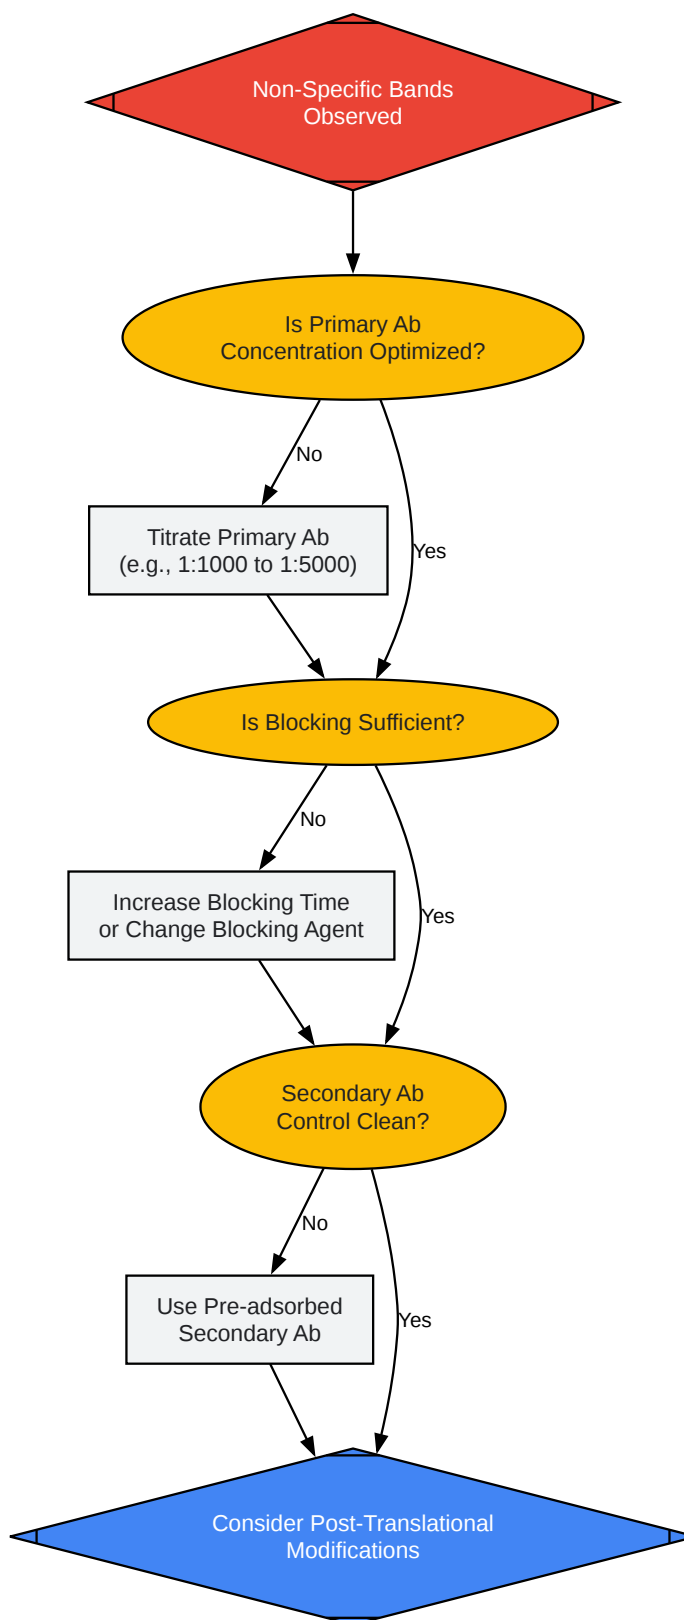 Non-Specific Bands
Observed
Is Primary Ab
Concentration Optimized?
No
Titrate Primary Ab
(e.g., 1:1000 to 1:5000)
Yes
Is Blocking Sufficient?
No
Increase Blocking Time
or Change Blocking Agent
Yes
Secondary Ab
Control Clean?
No
Use Pre-adsorbed
Secondary Ab
Yes
Consider Post-Translational
Modifications